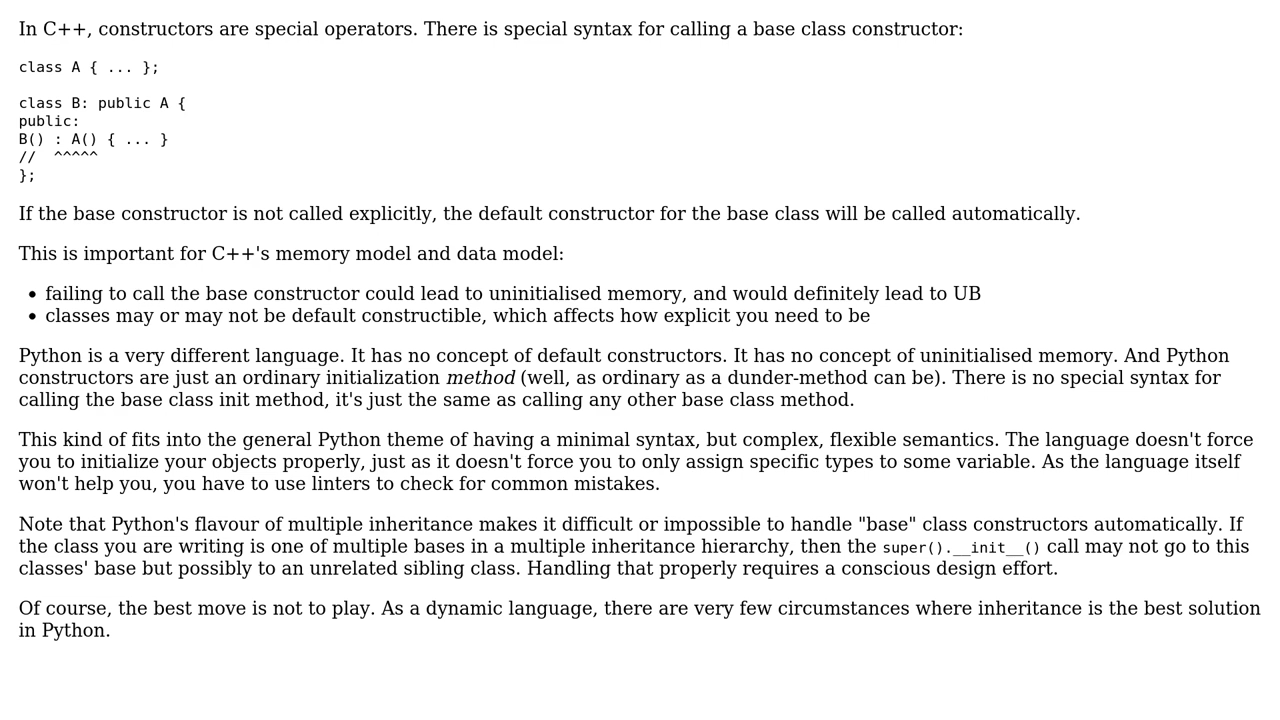 In C++, constructors are special operators. There is special syntax for calling a base class constructor:
class A { ... };
class B: public A {
public:
B() : A() { ... }
//  ^^^^^
};
If the base constructor is not called explicitly, the default constructor for the base class will be called automatically.
This is important for C++'s memory model and data model:
• failing to call the base constructor could lead to uninitialised memory, and would definitely lead to UB
• classes may or may not be default constructible, which affects how explicit you need to be
Python is a very different language. It has no concept of default constructors. It has no concept of uninitialised memory. And Python
constructors are just an ordinary initialization method (well, as ordinary as a dunder-method can be). There is no special syntax for
calling the base class init method, it's just the same as calling any other base class method.
This kind of fits into the general Python theme of having a minimal syntax, but complex, flexible semantics. The language doesn't force
you to initialize your objects properly, just as it doesn't force you to only assign specific types to some variable. As the language itself
won't help you, you have to use linters to check for common mistakes.
Note that Python's flavour of multiple inheritance makes it difficult or impossible to handle "base" class constructors automatically. If
the class you are writing is one of multiple bases in a multiple inheritance hierarchy, then the super().__init__() call may not go to this
classes' base but possibly to an unrelated sibling class. Handling that properly requires a conscious design effort.
Of course, the best move is not to play. As a dynamic language, there are very few circumstances where inheritance is the best solution
in Python.